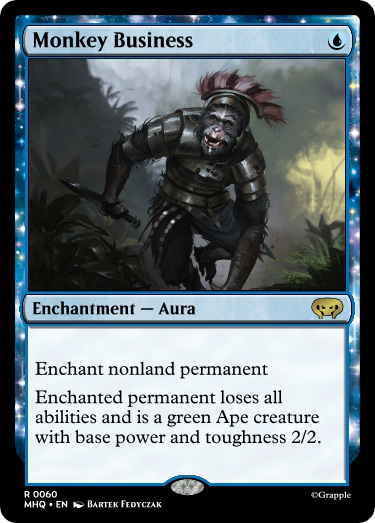 Monkey Business
Enchantment — Aura
Enchant nonland permanent
Enchanted permanent loses all
abilities and is a green Ape creature
with base power and toughness 2/2.
R 0060
MHQ • EN Bartek Fedyczak
©Grapple